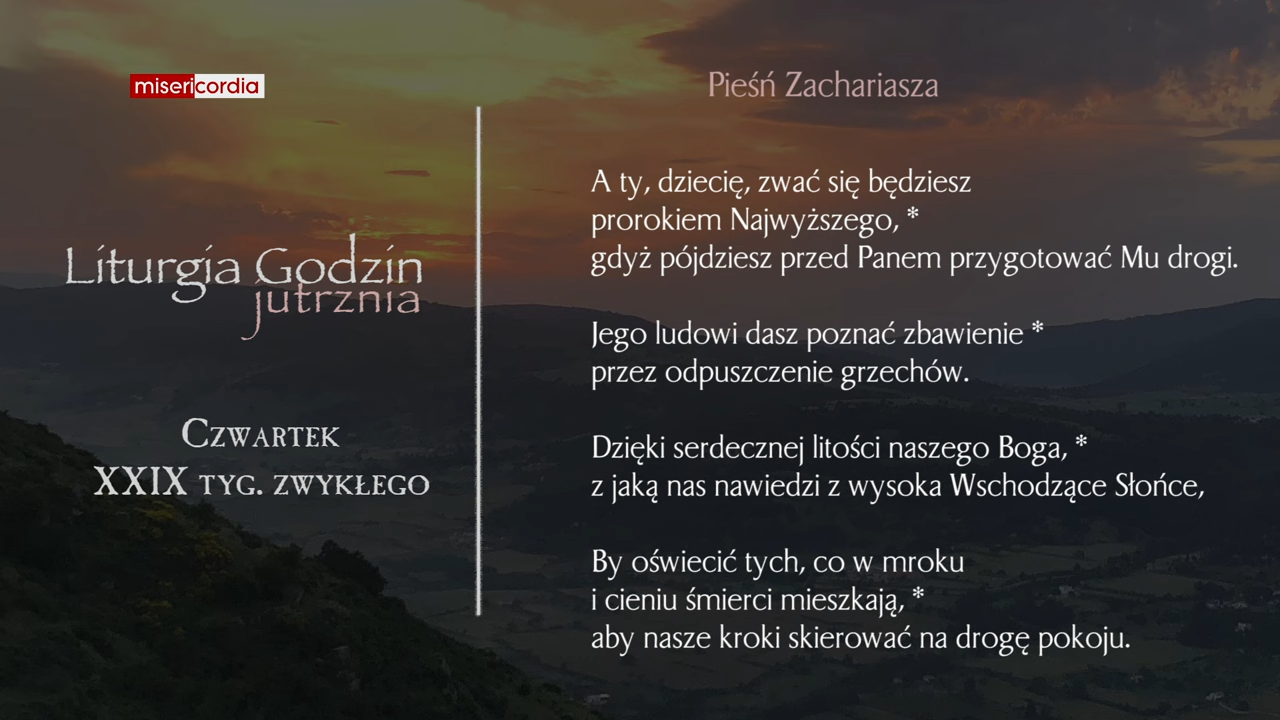 misericordia
Liturgia Godzin
jutrznia
Czwartek
XXIX tyg. zwykłego
Pieśń Zachariasza
A ty, dziecię, zwać się będziesz
prorokiem Najwyższego, *
gdyż pójdziesz przed Panem przygotować Mu drogi.
Jego ludowi dasz poznać zbawienie *
przez odpuszczenie grzechów.
Dzięki serdecznej litości naszego Boga, *
z jaką nas nawiedzi z wysoka Wschodzące Słońce,
By oświecić tych, co w mroku
i cieniu śmierci mieszkają, *
aby nasze kroki skierować na drogę pokoju.